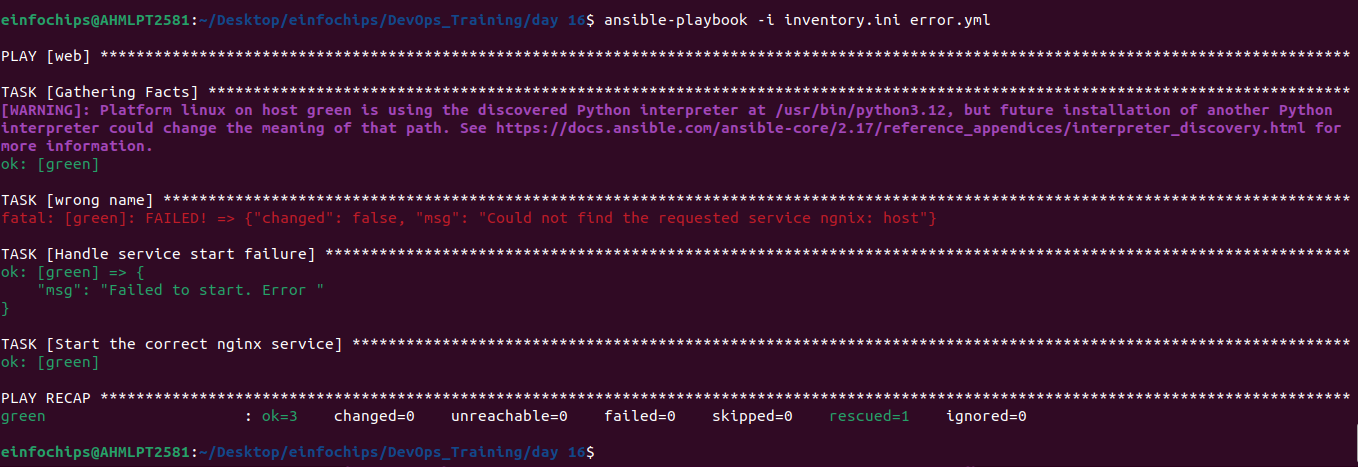 einfochips@AHMLPT2581:~/Desktop/einfochips/DevOps_Training/day 16$ ansible-playbook -i inventory.ini error.yml
PLAY [web] *******************************************************************************************************************************************
TASK [Gathering Facts] *******************************************************************************************************************************
[WARNING]: Platform linux on host green is using the discovered Python interpreter at /usr/bin/python3.12, but future installation of another Python
interpreter could change the meaning of that path. See https://docs.ansible.com/ansible-core/2.17/reference_appendices/interpreter_discovery.html for
more information.
ok: [green]
TASK [wrong name] ************************************************************************************************************************************
fatal: [green]: FAILED! => {"changed": false, "msg": "Could not find the requested service ngnix: host"}
TASK [Handle service start failure] ******************************************************************************************************************
ok: [green] => {
    "msg": "Failed to start. Error "
}
TASK [Start the correct nginx service] ***************************************************************************************************************
ok: [green]
PLAY RECAP *******************************************************************************************************************************************
green                      : ok=3    changed=0    unreachable=0    failed=0    skipped=0    rescued=1    ignored=0
einfochips@AHMLPT2581:~/Desktop/einfochips/DevOps_Training/day 16$